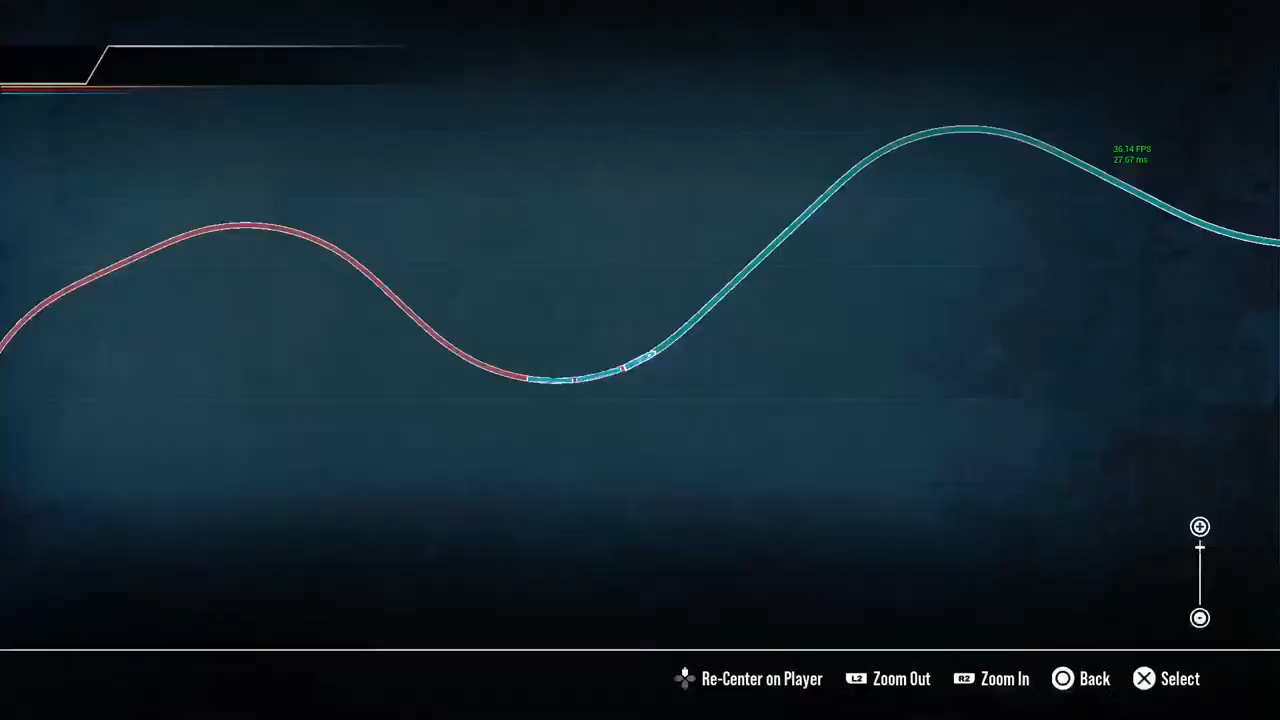 36.14 FPS
27.67 ms
Re-Center on Player L2 Zoom Out R2 Zoom In Back Select